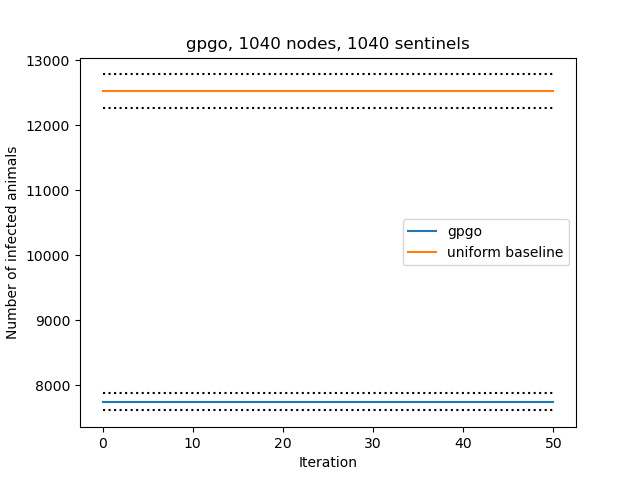 gpgo, 1040 nodes, 1040 sentinels
13000
12000
11000
10000
9000
8000
Number of infected animals
gpgo
uniform baseline
0 10 20 30 40 50
Iteration